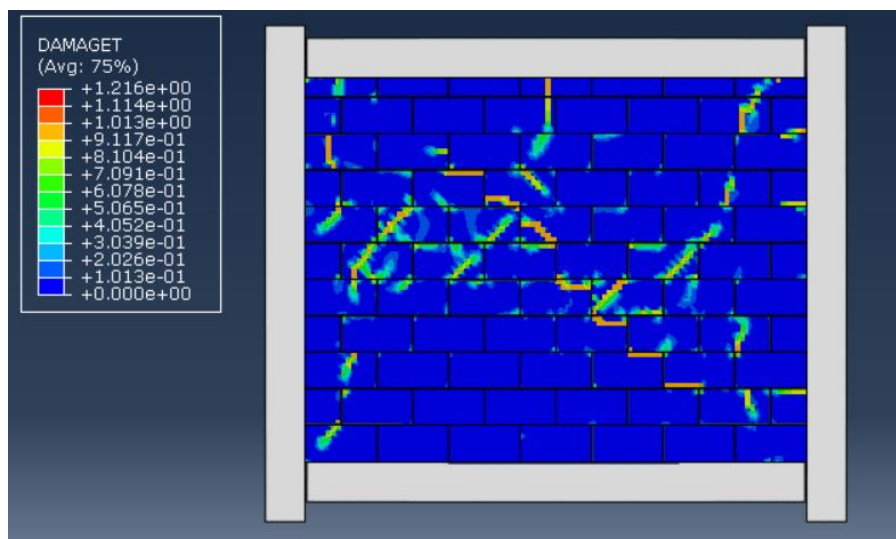 DAMAGET
(Avg: 75%)
+1.216e+00
+1.114e+00
+1.013e+00
+9.117e-01
+8.104e-01
+7.091e-01
+6.078e-01
+5.065e-01
+4.052e-01
+3.039e-01
+2.026e-01
+1.013e-01
+0.000e+00